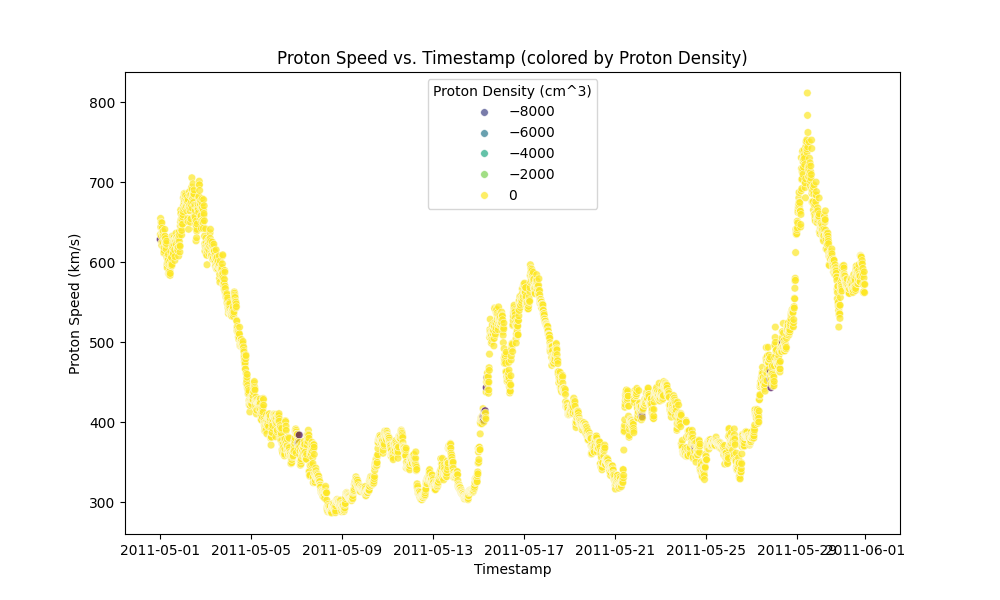 Proton Speed vs. Timestamp (colored by Proton Density)
Proton Density (cm^3)
−8000
−6000
−4000
−2000
0
800
700
600
500
400
300
Proton Speed (km/s)
2011-05-01 2011-05-05 2011-05-09 2011-05-13 2011-05-17 2011-05-21 2011-05-25 2011-05-29 2011-06-01
Timestamp